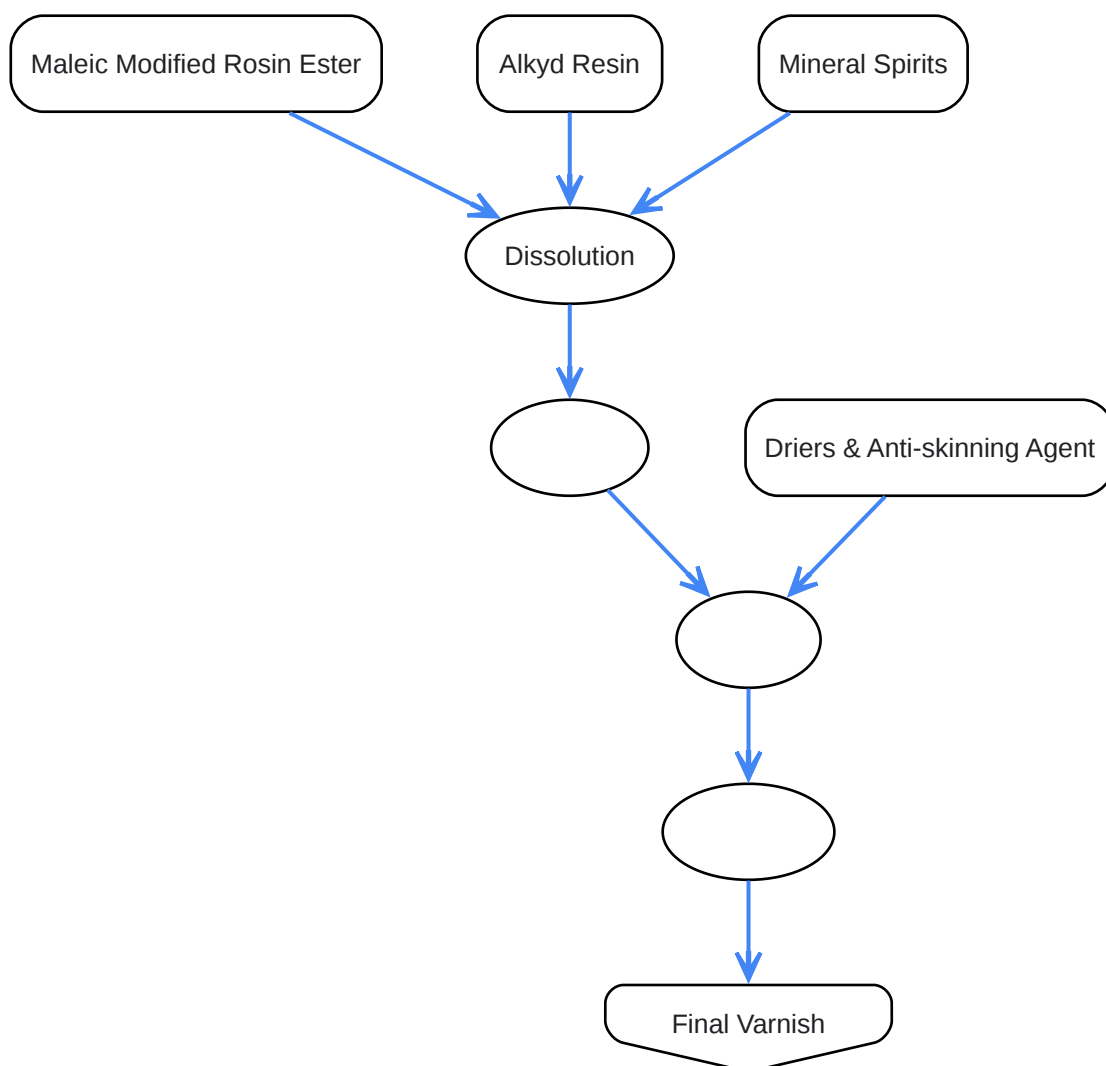 Maleic Modified Rosin Ester
Alkyd Resin
Mineral Spirits
Dissolution
Driers & Anti-skinning Agent
Final Varnish